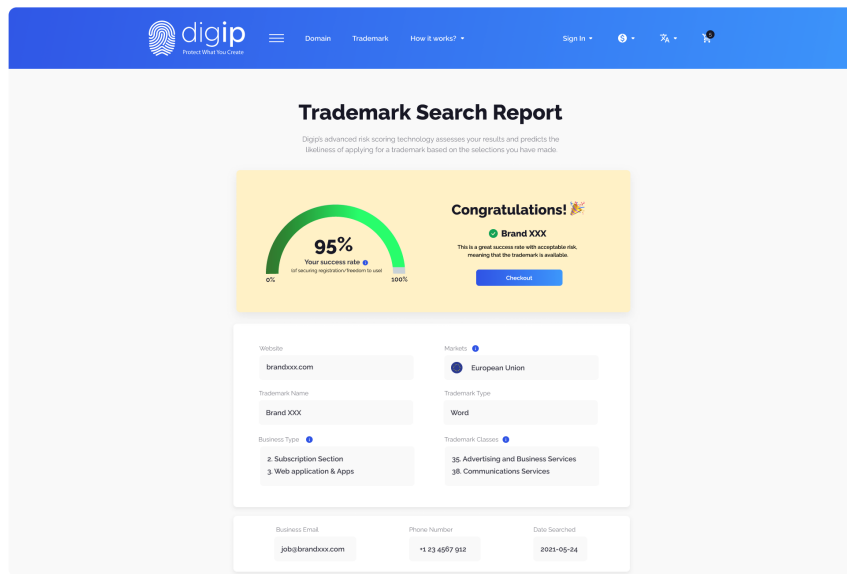 digip
Protect What You Create
Domain
Trademark
How it works?
Sign In
$
0
Trademark Search Report
Digip's advanced risk scoring technology assesses your results and predicts the
likeliness of applying for a trademark based on the selections you have made.
95%
Your success rate
(of securing registration/freedom to use)
0%
100%
Congratulations!
Brand XXX
This is a great success rate with acceptable risk,
meaning that the trademark is available.
Checkout
Website
brandxxx.com
Markets
European Union
Trademark Name
Brand XXX
Trademark Type
Word
Business Type
2. Subscription Section
3. Web application & Apps
Trademark Classes
35. Advertising and Business Services
38. Communications Services
Business Email
job@brandxxx.com
Phone Number
+1 23 4567 912
Date Searched
2021-05-24